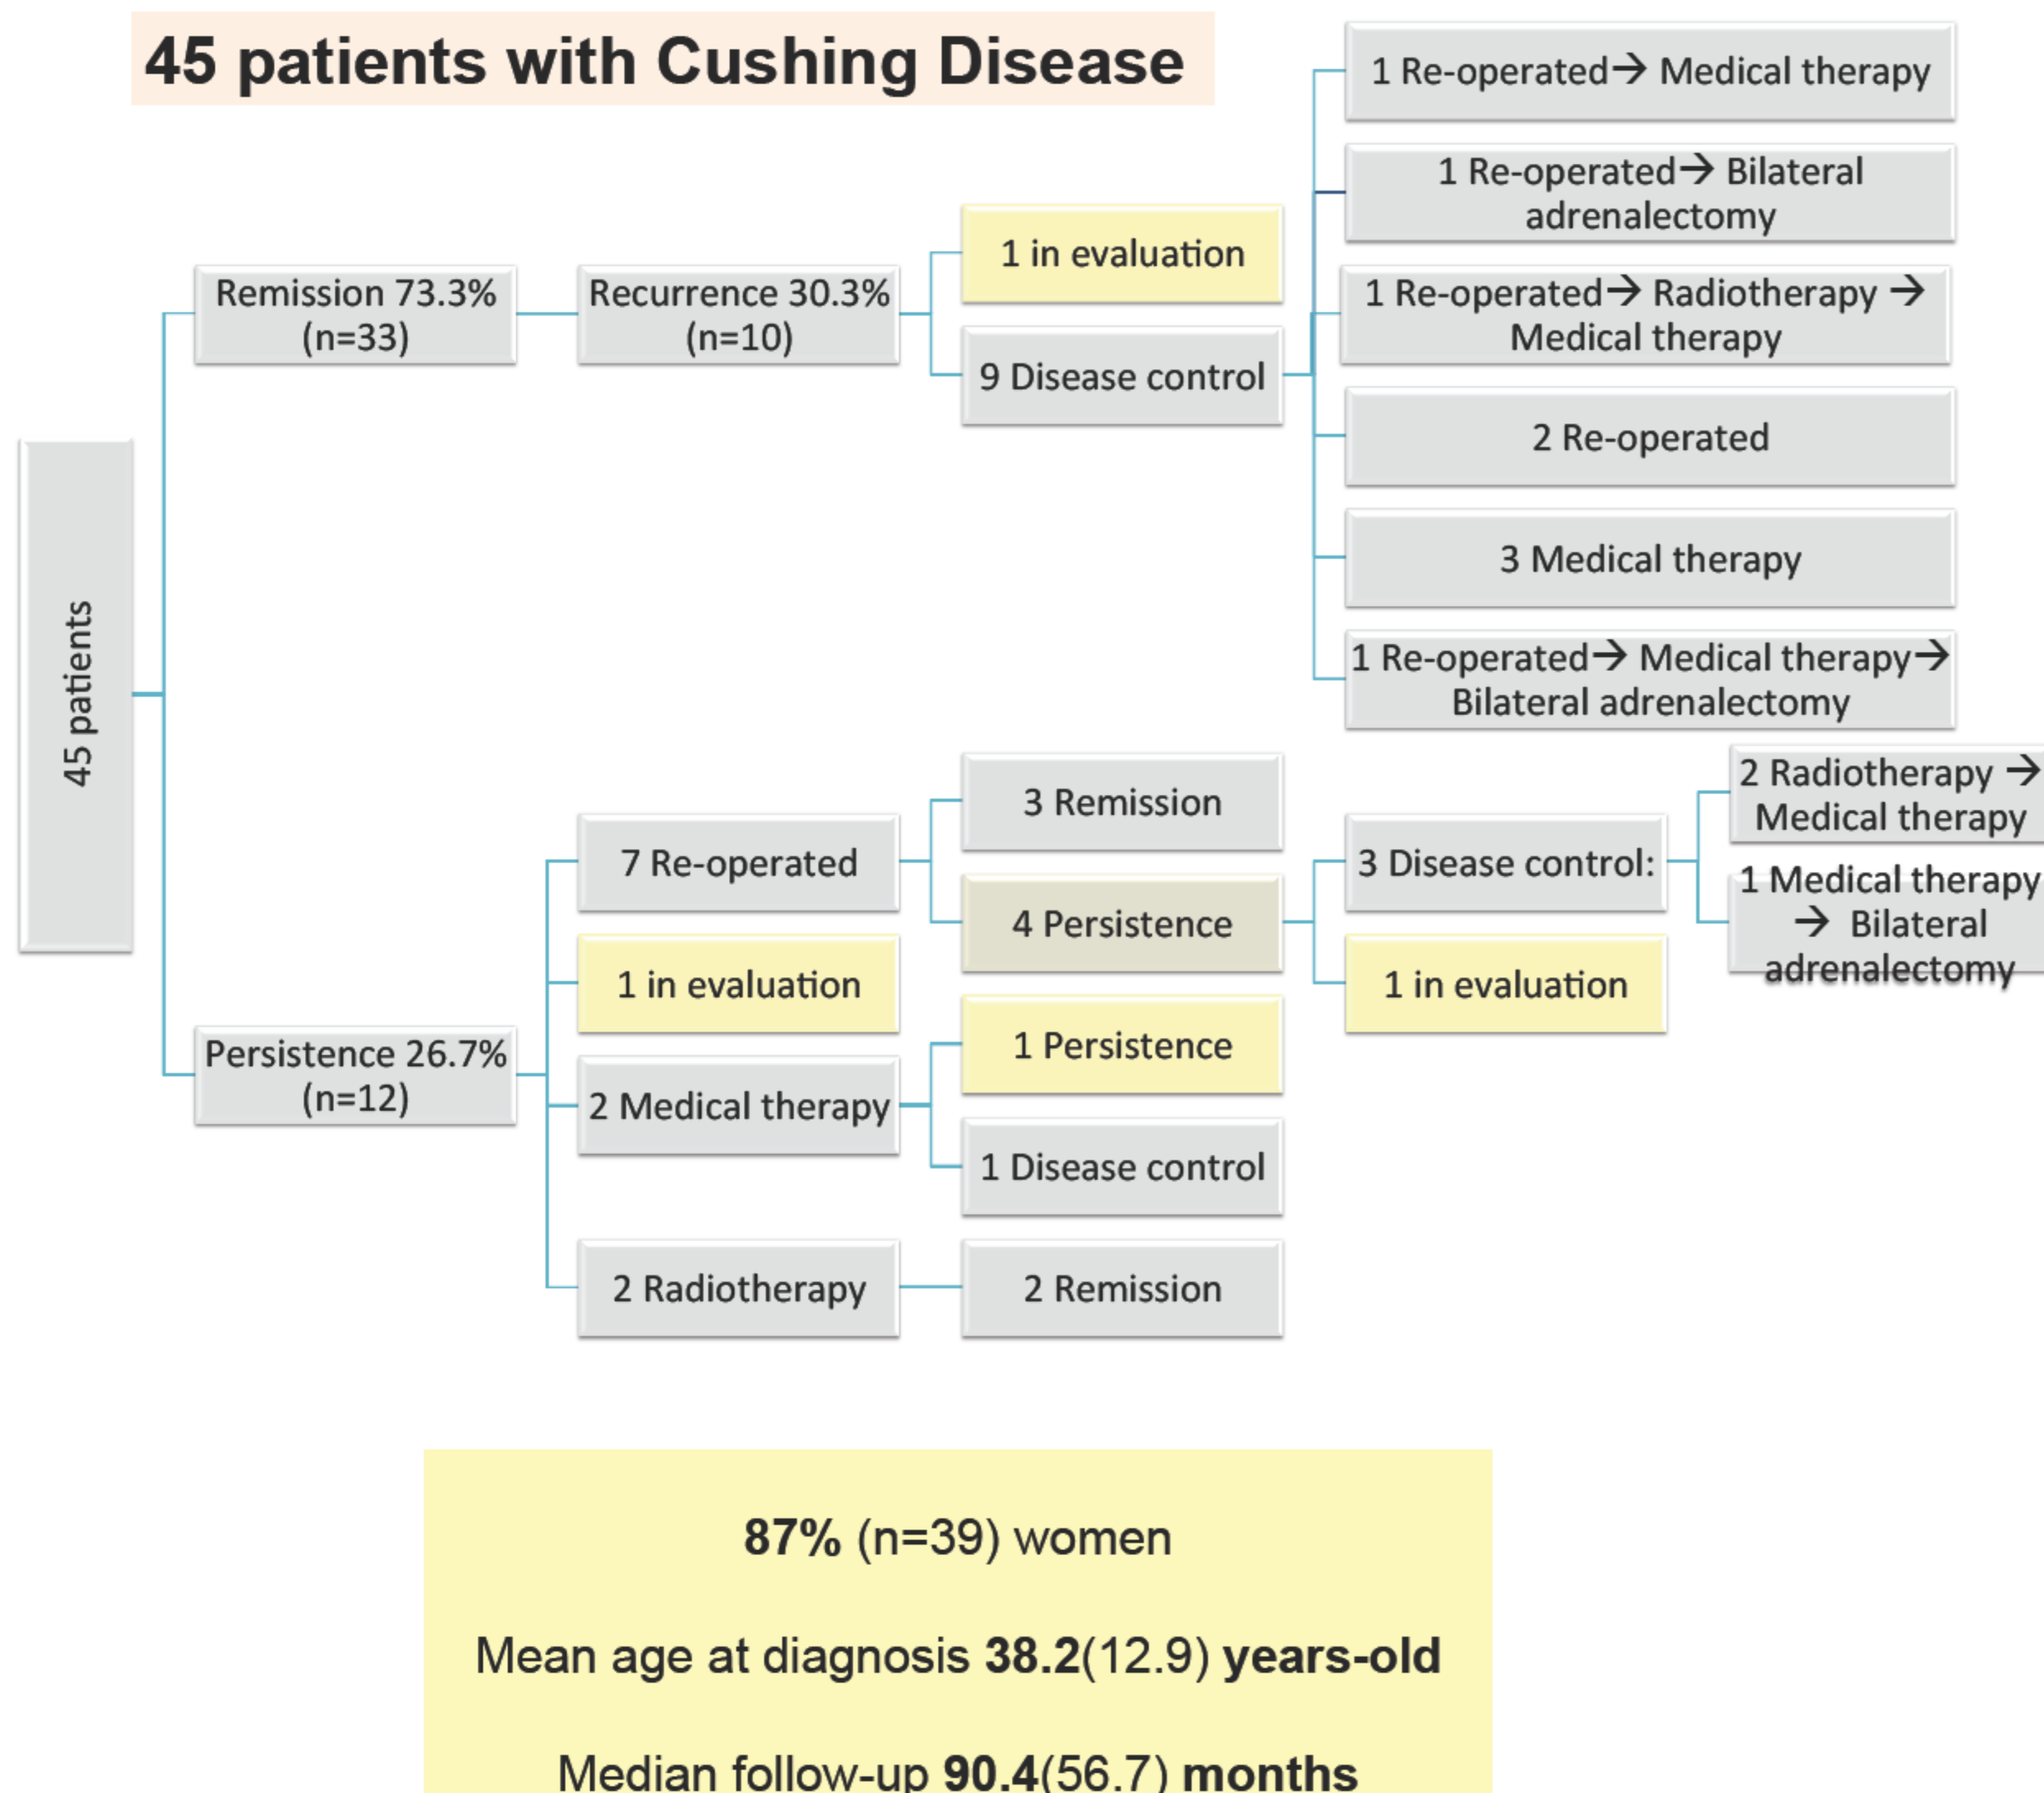 45 patients with Cushing Disease
45 patients
Remission 73.3%
(n=33)
Recurrence 30.3%
(n=10)
1 in evaluation
9 Disease control
1 Re-operated→ Medical therapy
1 Re-operated→ Bilateral
adrenalectomy
1 Re-operated→ Radiotherapy →
Medical therapy
2 Re-operated
3 Medical therapy
1 Re-operated→ Medical therapy→
Bilateral adrenalectomy
Persistence 26.7%
(n=12)
7 Re-operated
3 Remission
4 Persistence
3 Disease control:
2 Radiotherapy →
Medical therapy
1 Medical therapy
→ Bilateral
adrenalectomy
1 in evaluation
1 in evaluation
2 Medical therapy
1 Persistence
1 Disease control
2 Radiotherapy
2 Remission
87% (n=39) women
Mean age at diagnosis 38.2(12.9) years-old
Median follow-up 90.4(56.7) months